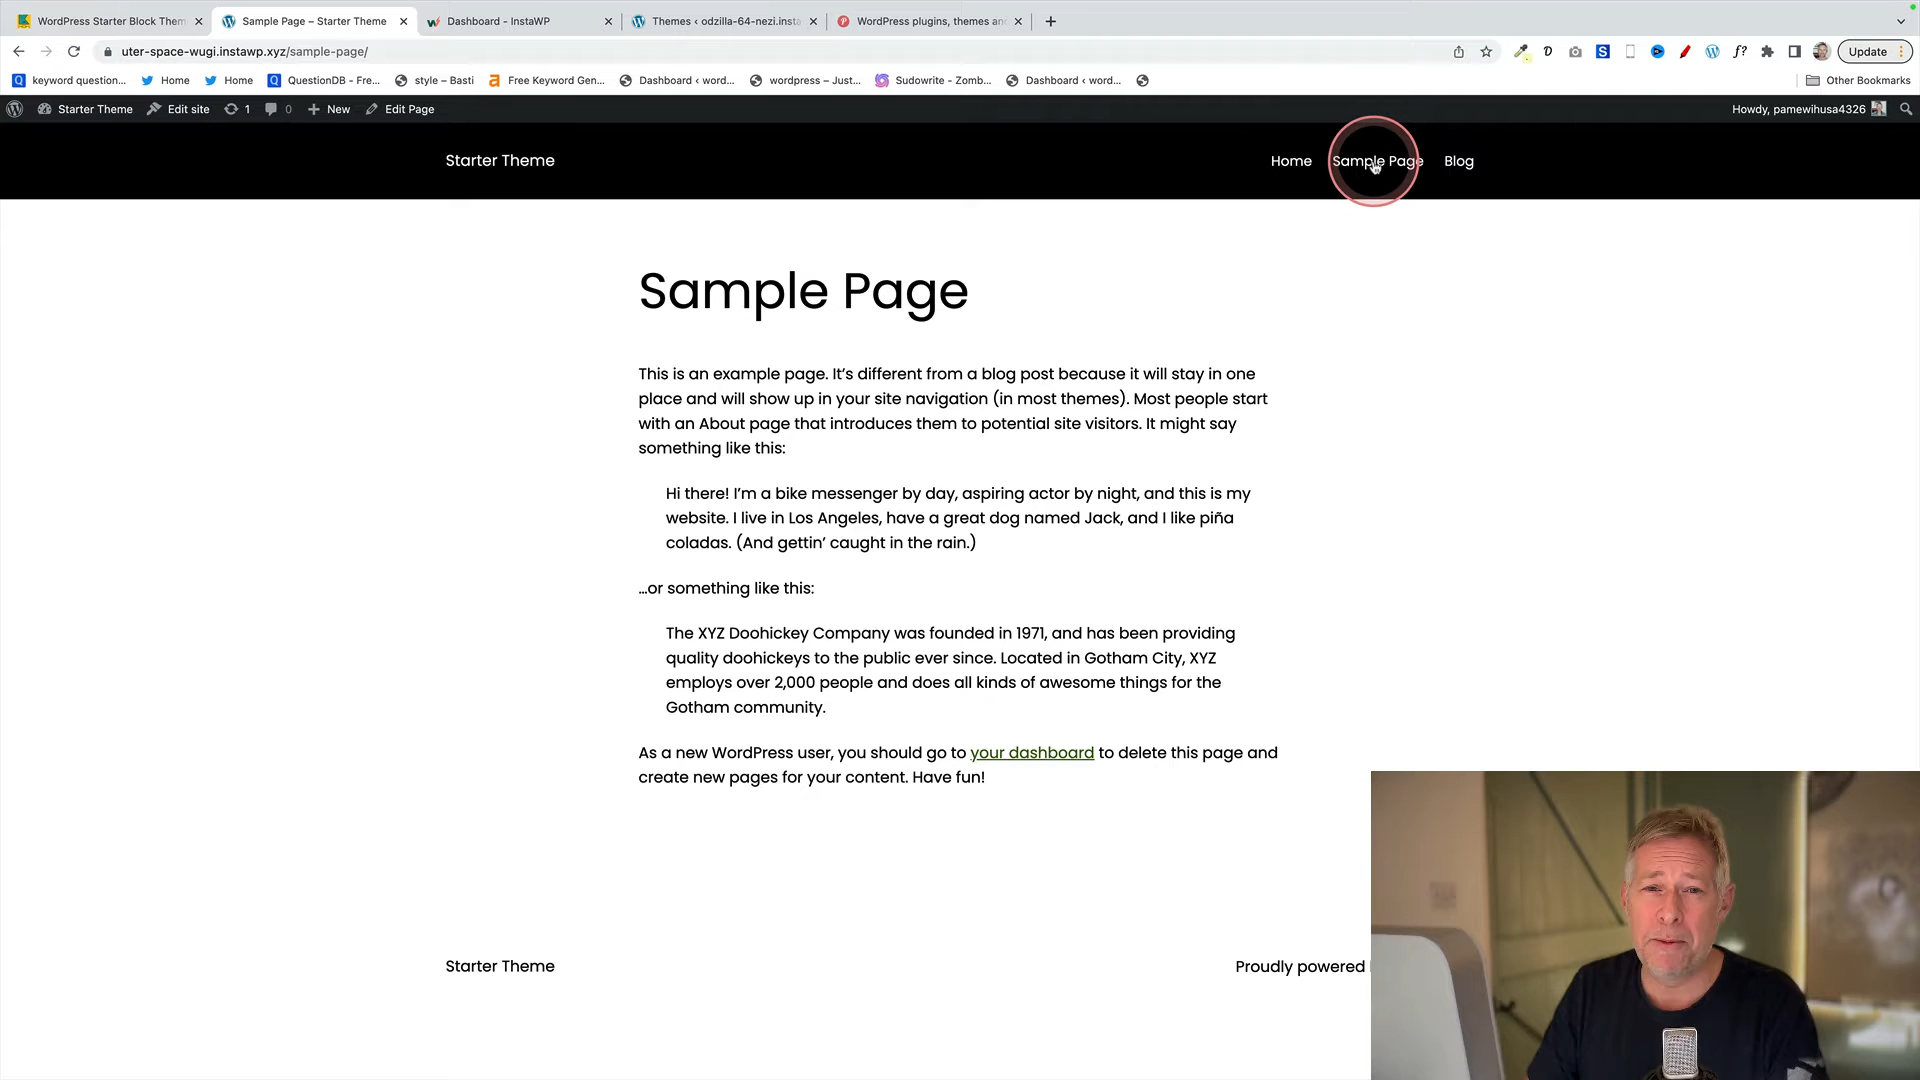 WordPress Starter Block Them
Sample Page – Starter Theme
Dashboard - InstaWP
Themes ‹ odzilla-64-nezi.insta
WordPress plugins, themes an
uter-space-wugi.instawp.xyz/sample-page/
Update
keyword question...
Home
Home
QuestionDB - Fre...
style – Basti
Free Keyword Gen...
Dashboard ‹ word...
wordpress – Just...
Sudowrite - Zomb...
Dashboard ‹ word...
Other Bookmarks
Starter Theme
Edit site
1
0
New
Edit Page
Howdy, pamewihusa4326
Starter Theme
Home
Sample Page
Blog
Sample Page
This is an example page. It’s different from a blog post because it will stay in one
place and will show up in your site navigation (in most themes). Most people start
with an About page that introduces them to potential site visitors. It might say
something like this:
Hi there! I’m a bike messenger by day, aspiring actor by night, and this is my
website. I live in Los Angeles, have a great dog named Jack, and I like piña
coladas. (And gettin’ caught in the rain.)
…or something like this:
The XYZ Doohickey Company was founded in 1971, and has been providing
quality doohickeys to the public ever since. Located in Gotham City, XYZ
employs over 2,000 people and does all kinds of awesome things for the
Gotham community.
As a new WordPress user, you should go to your dashboard to delete this page and
create new pages for your content. Have fun!
Starter Theme
Proudly powered